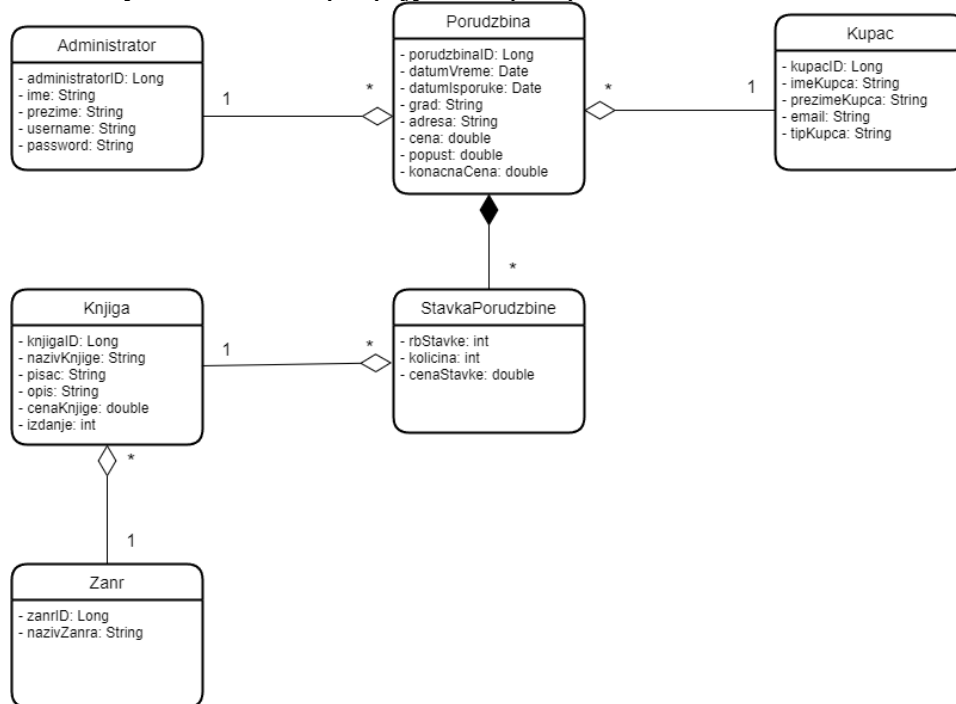 Administrator
- administratorID: Long
- ime: String
- prezime: String
- username: String
- password: String
1
*
Porudzbina
- porudzbinaID: Long
- datumVreme: Date
- datumIsporuke: Date
- grad: String
- adresa: String
- cena: double
- popust: double
- konacnaCena: double
*
1
Kupac
- kupacID: Long
- imeKupca: String
- prezimeKupca: String
- email: String
- tipKupca: String
*
Knjiga
- knjigaID: Long
- nazivKnjige: String
- pisac: String
- opis: String
- cenaKnjige: double
- izdanje: int
1
*
StavkaPorudzbine
- rbStavke: int
- kolicina: int
- cenaStavke: double
*
1
Zanr
- zanrID: Long
- nazivZanra: String